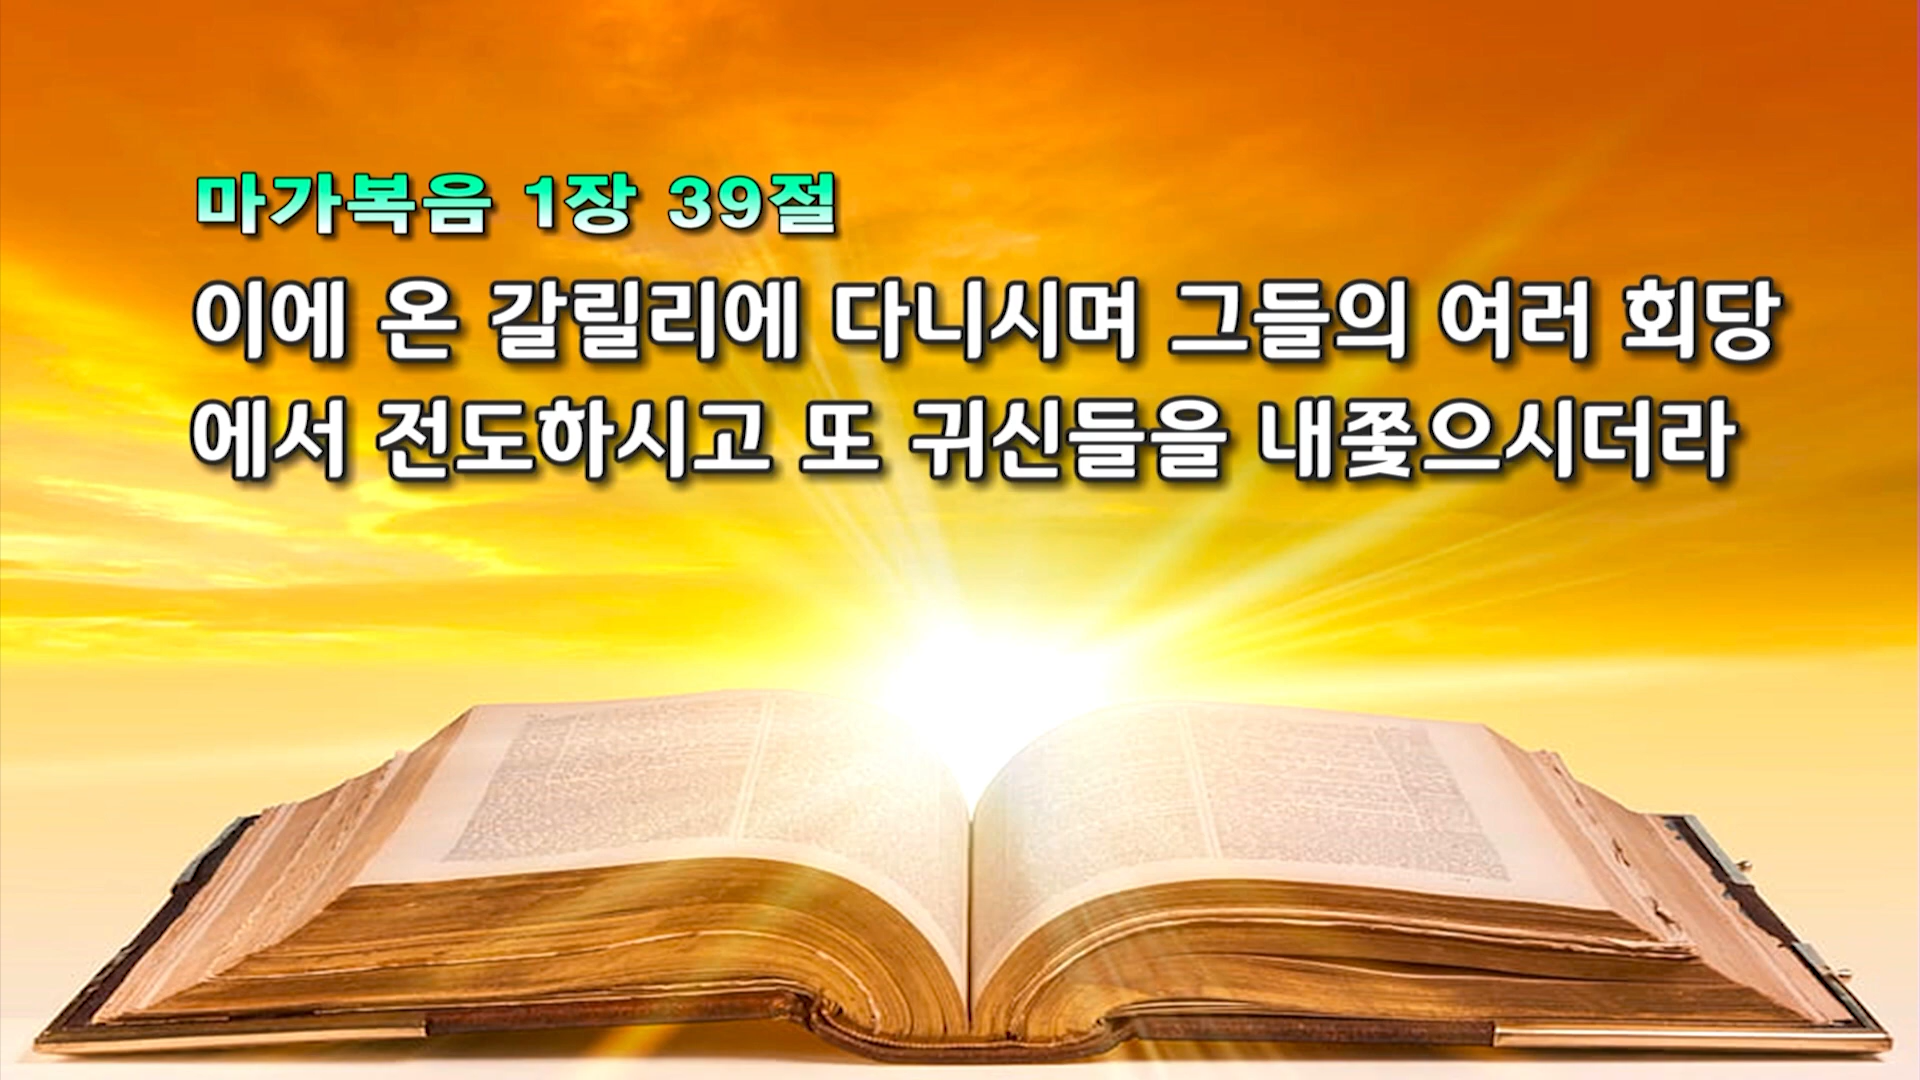 마가복음 1장 39절
이에 온 갈릴리에 다니시며 그들의 여러 회당
에서 전도하시고 또 귀신들을 내쫓으시더라